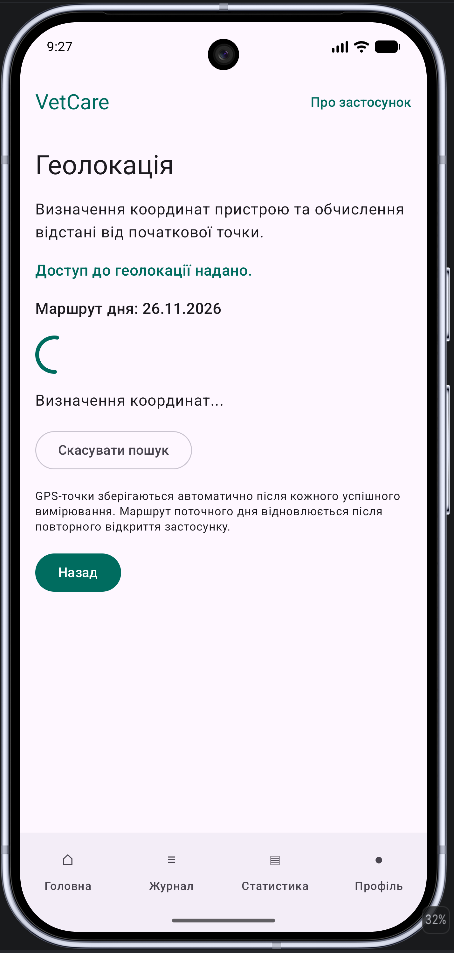 9:27
VetCare
Про застосунок
Геолокація
Визначення координат пристрою та обчислення
відстані від початкової точки.
Доступ до геолокації надано.
Маршрут дня: 26.11.2026
Визначення координат...
Скасувати пошук
GPS-точки зберігаються автоматично після кожного успішного
вимірювання. Маршрут поточного дня відновлюється після
повторного відкриття застосунку.
Назад
Головна
Журнал
Статистика
Профіль
32%